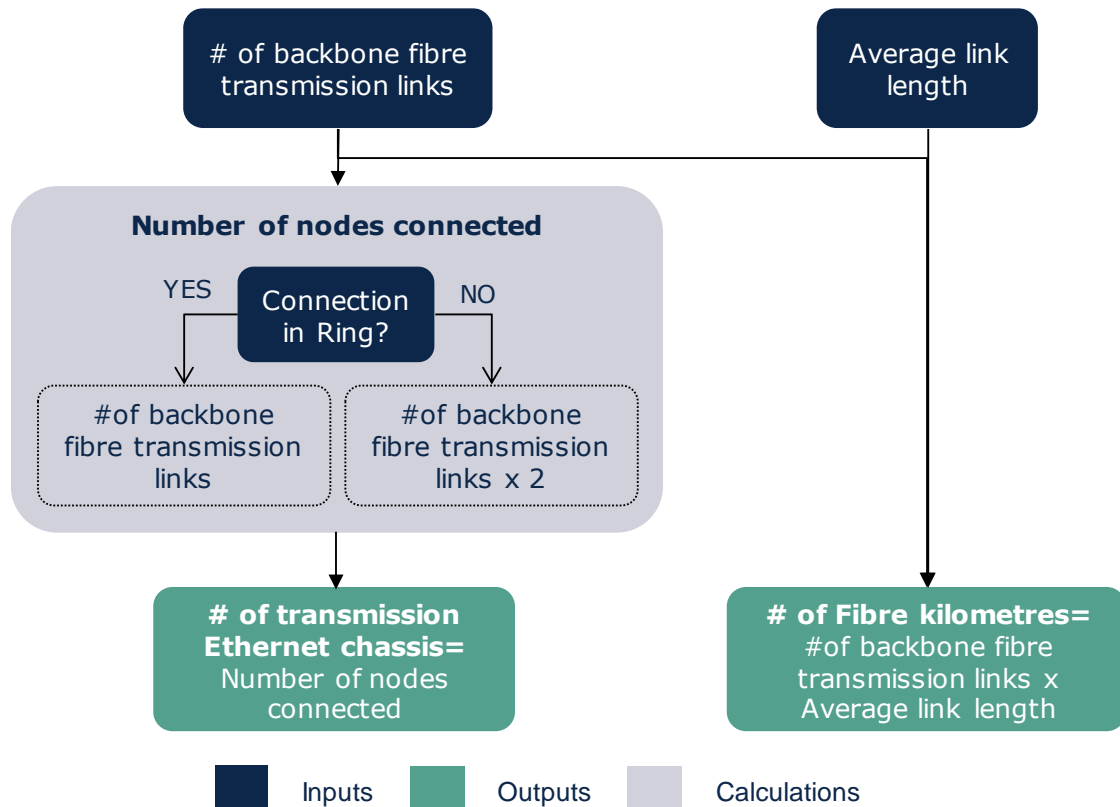 # of backbone fibre
transmission links
Average link
length
Number of nodes connected
YES
NO
Connection
in Ring?
#of backbone
fibre transmission
links
#of backbone
fibre transmission
links x 2
# of transmission
Ethernet chassis=
Number of nodes
connected
# of Fibre kilometres=
#of backbone fibre
transmission links x
Average link length
Inputs
Outputs
Calculations